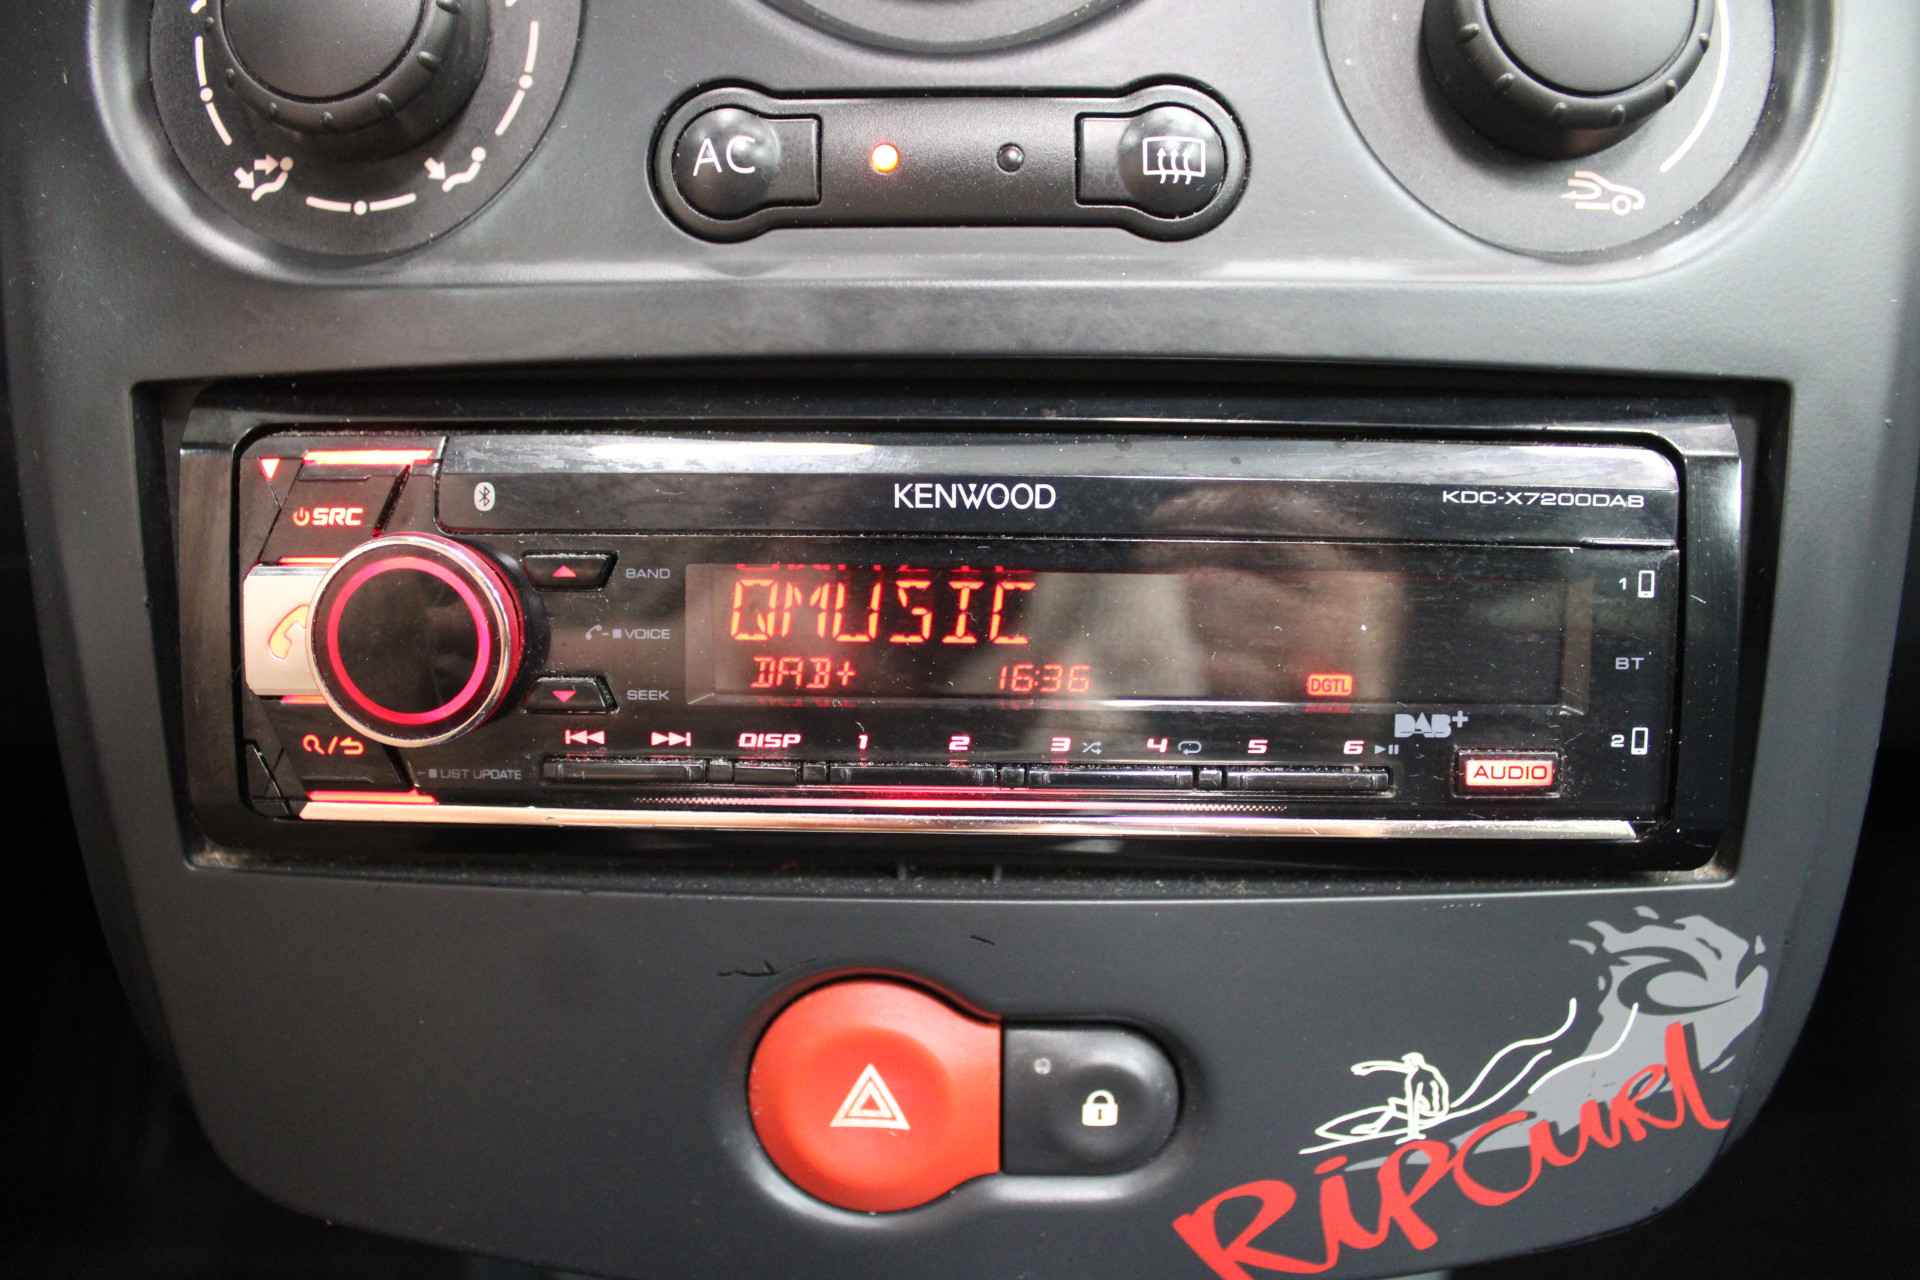 AC
KENWOOD
KDC-X7200DAB
SRC
BAND
VOICE
SEEK
QMUSIC
DAB+
16:36
DGTL
1
BT
2
DISP
1
2
3
4
5
6
DAB+
LIST UPDATE
AUDIO
RIPCURL